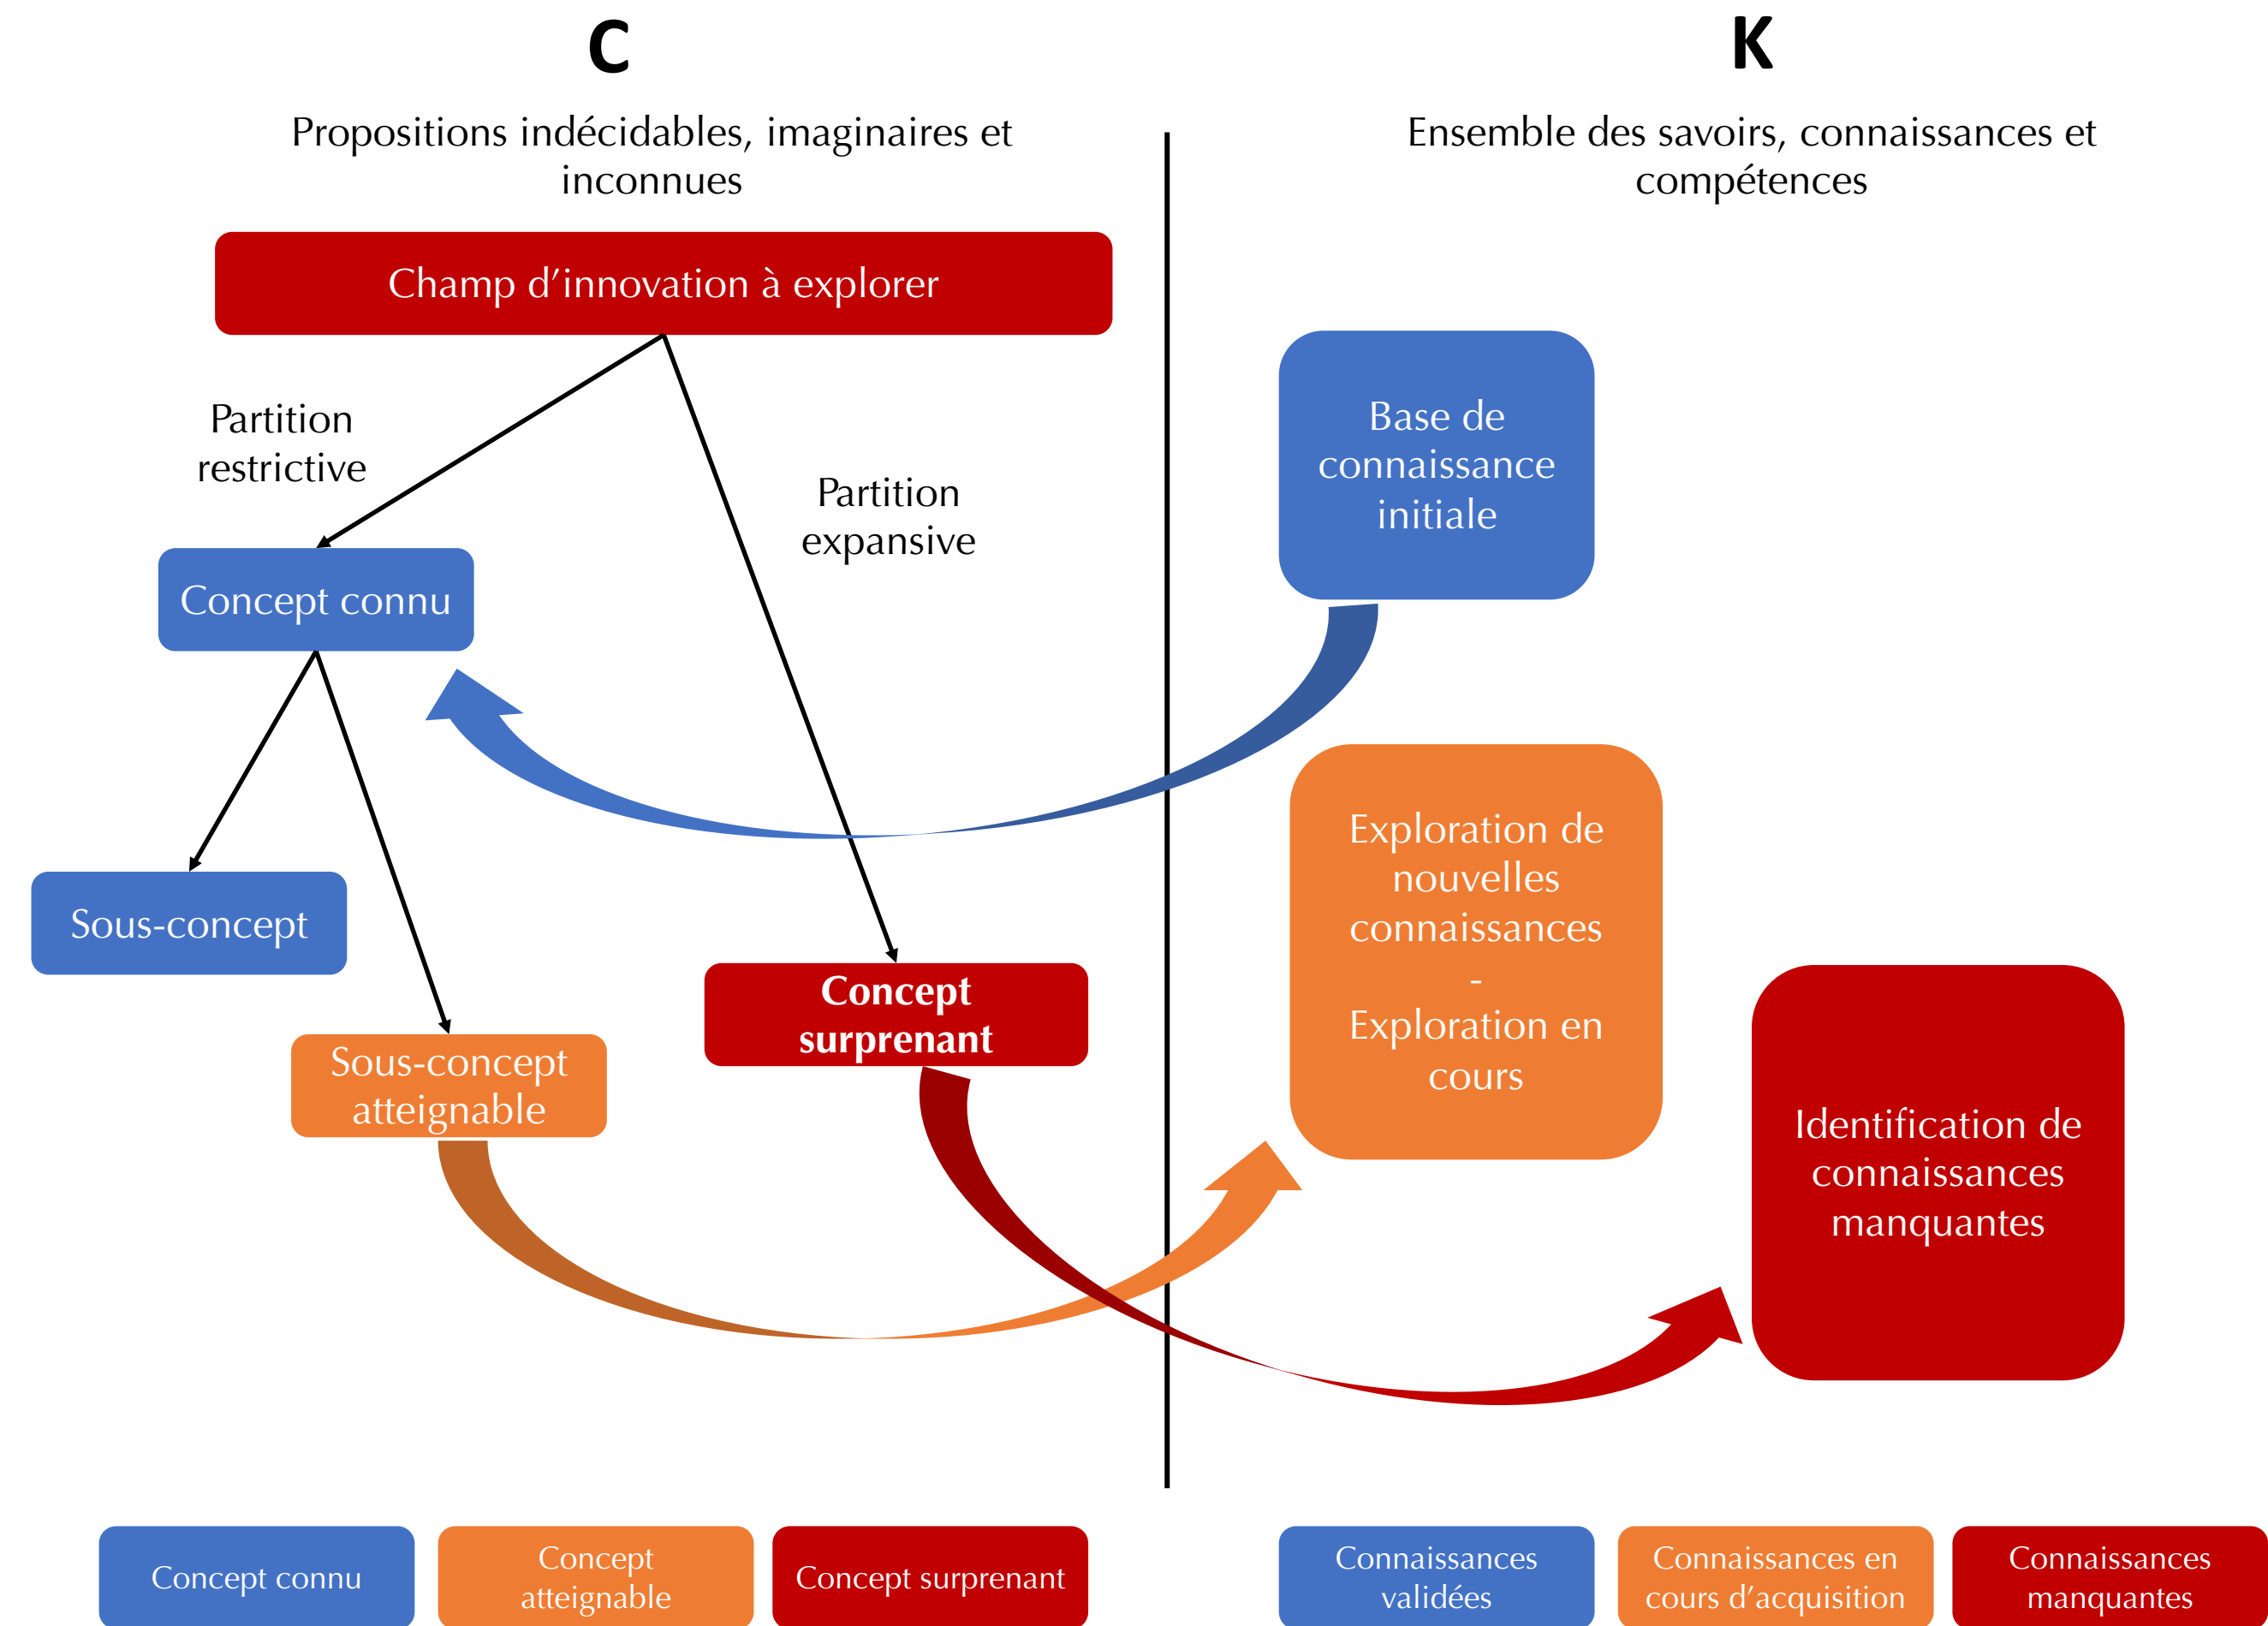 C
Propositions indécidables, imaginaires et
inconnues
Champ d’innovation à explorer
Partition
restrictive
Partition
expansive
Concept connu
Sous-concept
Sous-concept
atteignable
Concept
surprenant
K
Ensemble des savoirs, connaissances et
compétences
Base de
connaissance
initiale
Exploration de
nouvelles
connaissances
-
Exploration en
cours
Identification de
connaissances
manquantes
Concept connu
Concept
atteignable
Concept surprenant
Connaissances
validées
Connaissances en
cours d’acquisition
Connaissances
manquantes